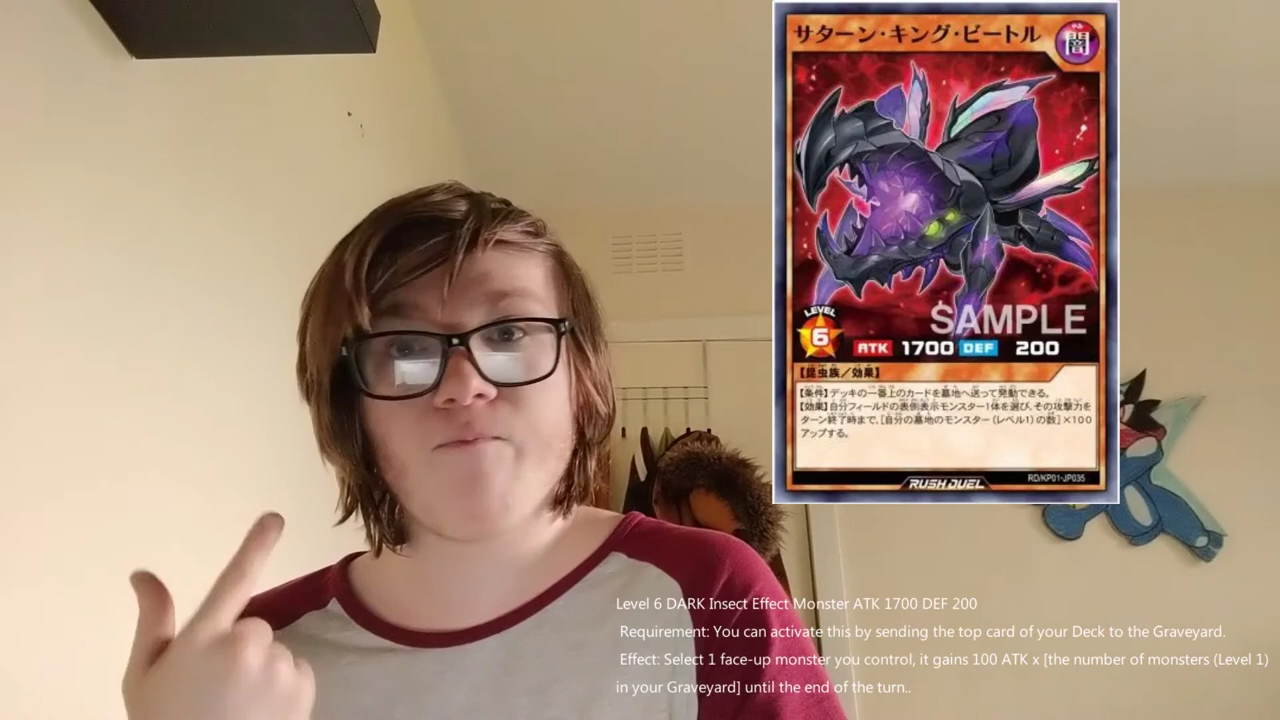 サターン・キング・ビートル
闇
LEVEL
6
SAMPLE
ATK 1700 DEF 200
【昆虫族／効果】
【条件】デッキの一番上のカードを墓地へ送って発動できる。
【効果】自分フィールドの表側表示モンスター1体を選び、その攻撃力を
ターン終了時まで、[自分の墓地のモンスター(レベル1)の数]×100
アップする。
RUSH DUEL
RD/KP01-JP035
Level 6 DARK Insect Effect Monster ATK 1700 DEF 200
Requirement: You can activate this by sending the top card of your Deck to the Graveyard.
Effect: Select 1 face-up monster you control, it gains 100 ATK x [the number of monsters (Level 1)
in your Graveyard] until the end of the turn..